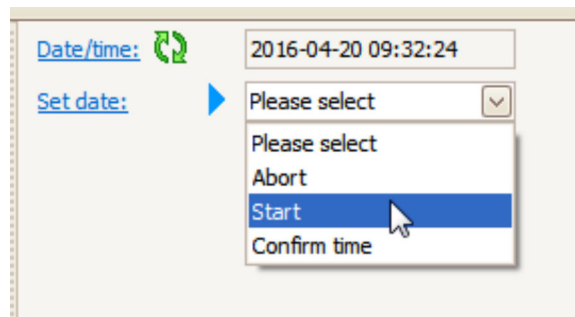 Date/time: 2016-04-20 09:32:24
Set date: Please select
Please select
Abort
Start
Confirm time